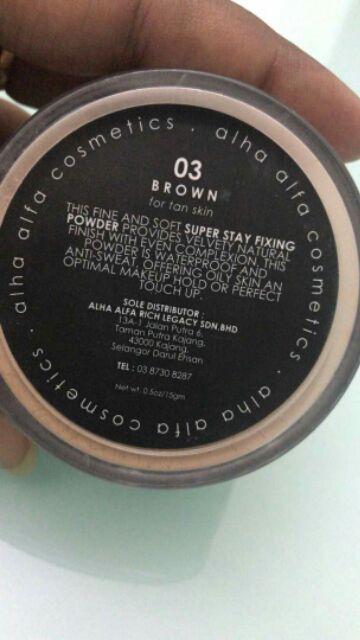 alha alfa cosmetics . alha alfa cosmetics . alha alfa cosmetics .
03
BROWN
for tan skin
THIS FINE AND SOFT SUPER STAY FIXING
POWDER PROVIDES VELVETY NATURAL
FINISH WITH EVEN COMPLEXION. THIS
POWDER IS WATERPROOF AND
ANTI-SWEAT, OFFERING OILY SKIN AN
OPTIMAL MAKEUP HOLD OR PERFECT
TOUCH UP.
SOLE DISTRIBUTOR :
ALHA ALFA RICH LEGACY SDN.BHD
13A-1 Jalan Putra 6,
Taman Putra Kajang,
43000 Kajang,
Selangor Darul Ehsan
TEL : 03 8730 8287
Net wt. 0.5oz/15gm